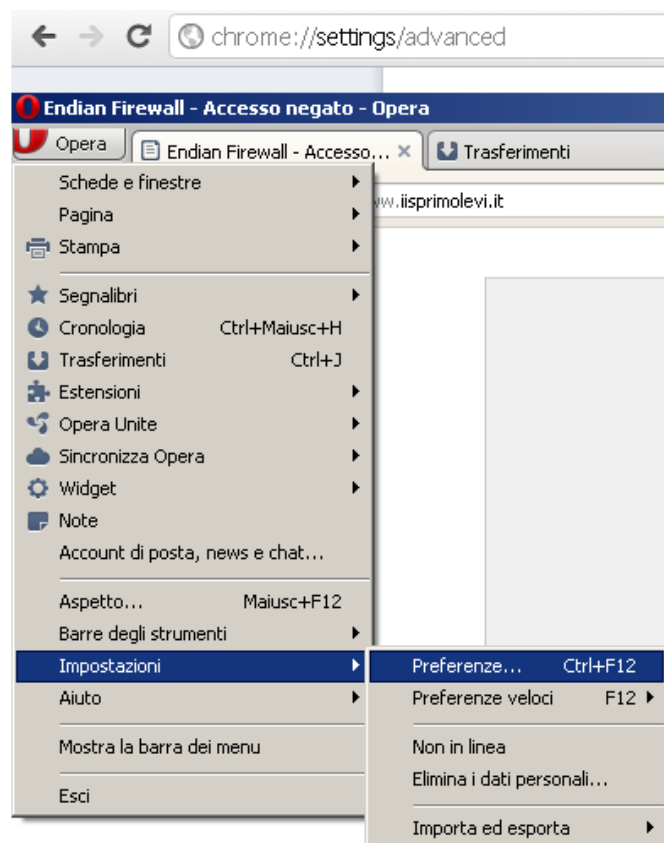 chrome://settings/advanced
Endian Firewall - Accesso negato - Opera
Opera
Endian Firewall - Accesso...
Trasferimenti
Schede e finestre
.iisprimolevi.it
Pagina
Stampa
Segnalibri
Cronologia Ctrl+Maiusc+H
Trasferimenti Ctrl+J
Estensioni
Opera Unite
Sincronizza Opera
Widget
Note
Account di posta, news e chat...
Aspetto... Maiusc+F12
Barre degli strumenti
Impostazioni
Preferenze... Ctrl+F12
Aiuto
Preferenze veloci F12
Mostra la barra dei menu
Non in linea
Elimina i dati personali...
Esci
Importa ed esporta